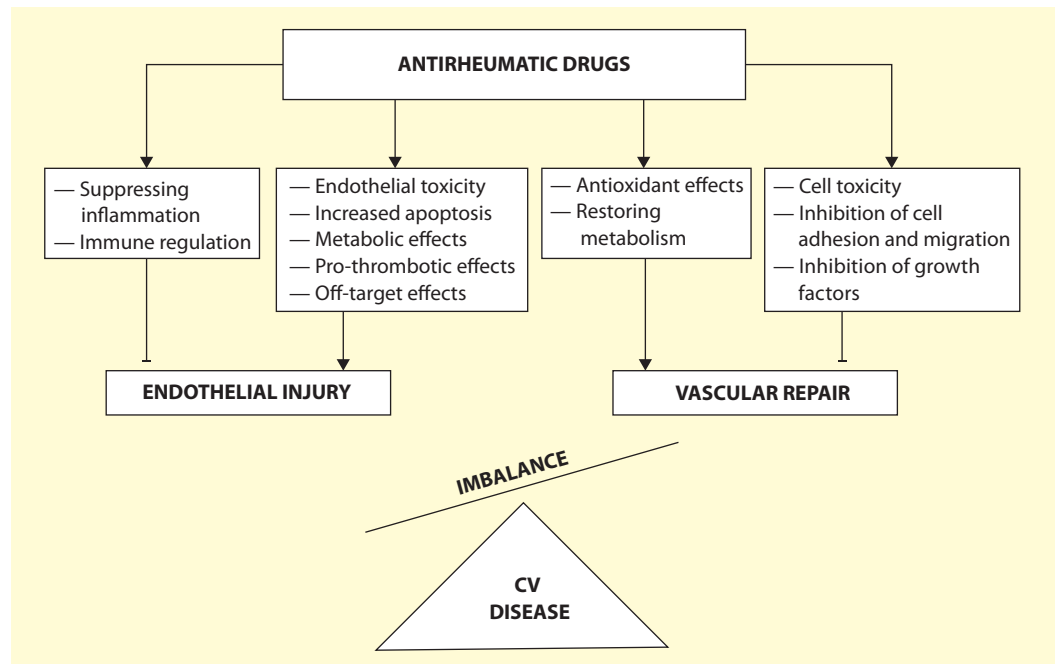 ANTIRHEUMATIC DRUGS
— Suppressing
inflammation
— Immune regulation
— Endothelial toxicity
— Increased apoptosis
— Metabolic effects
— Pro-thrombotic effects
— Off-target effects
— Antioxidant effects
— Restoring
metabolism
— Cell toxicity
— Inhibition of cell
adhesion and migration
— Inhibition of growth
factors
ENDOTHELIAL INJURY
VASCULAR REPAIR
IMBALANCE
CV
DISEASE